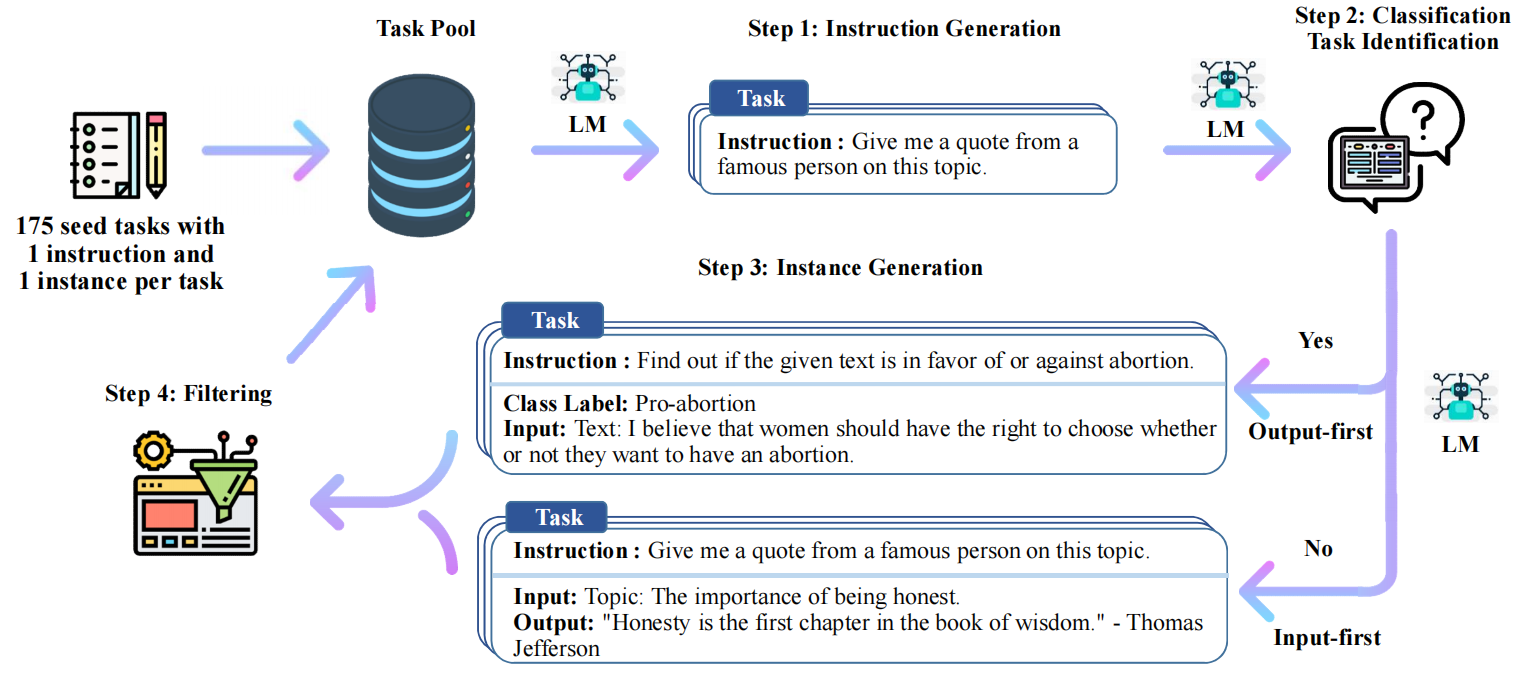 Task Pool
Step 1: Instruction Generation
Step 2: Classification
Task Identification
LM
Task
Instruction : Give me a quote from a
famous person on this topic.
LM
175 seed tasks with
1 instruction and
1 instance per task
Step 3: Instance Generation
Task
Instruction : Find out if the given text is in favor of or against abortion.
Class Label: Pro-abortion
Input: Text: I believe that women should have the right to choose whether
or not they want to have an abortion.
Yes
Output-first
LM
Step 4: Filtering
Task
Instruction : Give me a quote from a famous person on this topic.
Input: Topic: The importance of being honest.
Output: "Honesty is the first chapter in the book of wisdom." - Thomas
Jefferson
No
Input-first